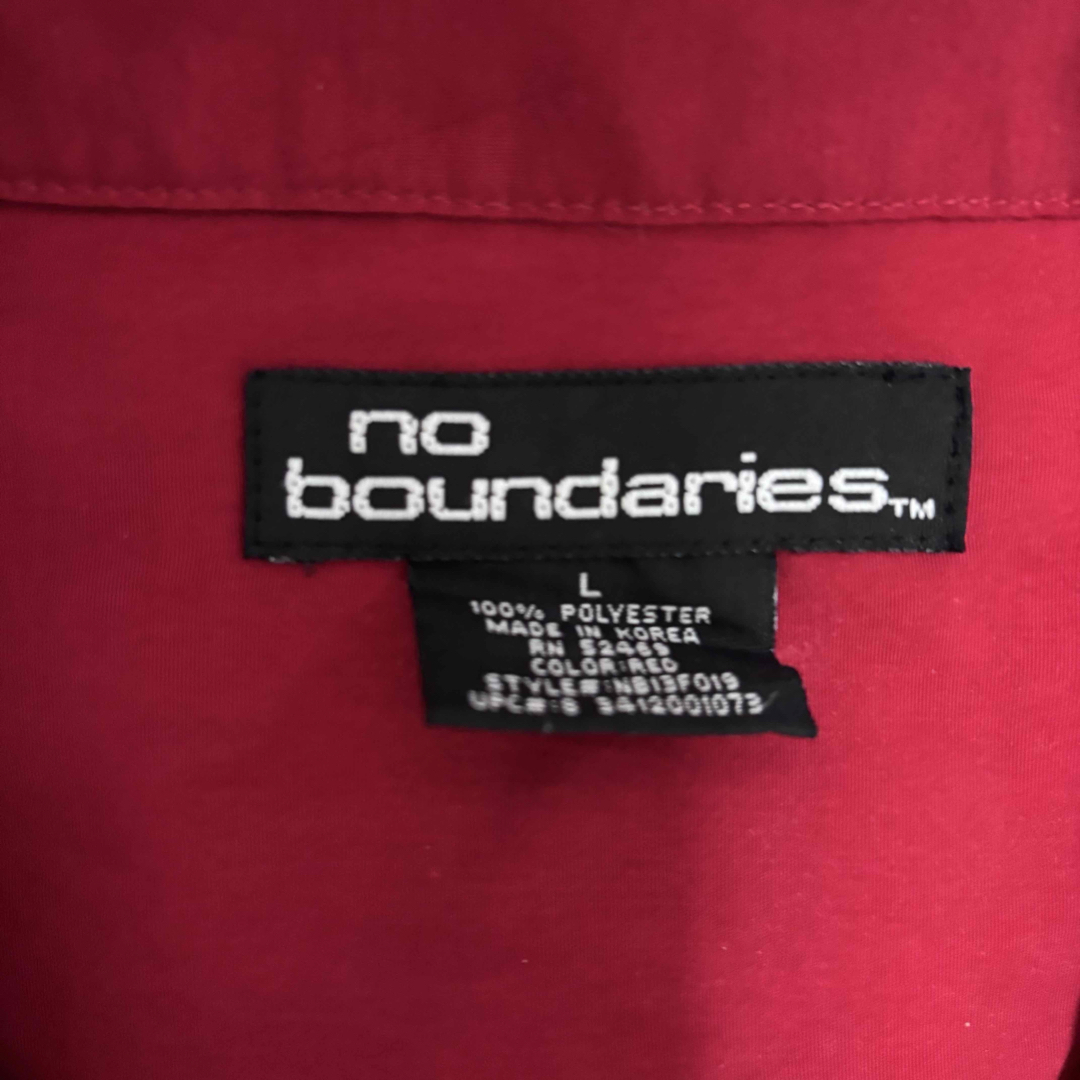 no
boundaries™
L
100% POLYESTER
MADE IN KOREA
RN 52469
COLOR:RED
STYLE#:NB13F019
UPC#:8 3412001073